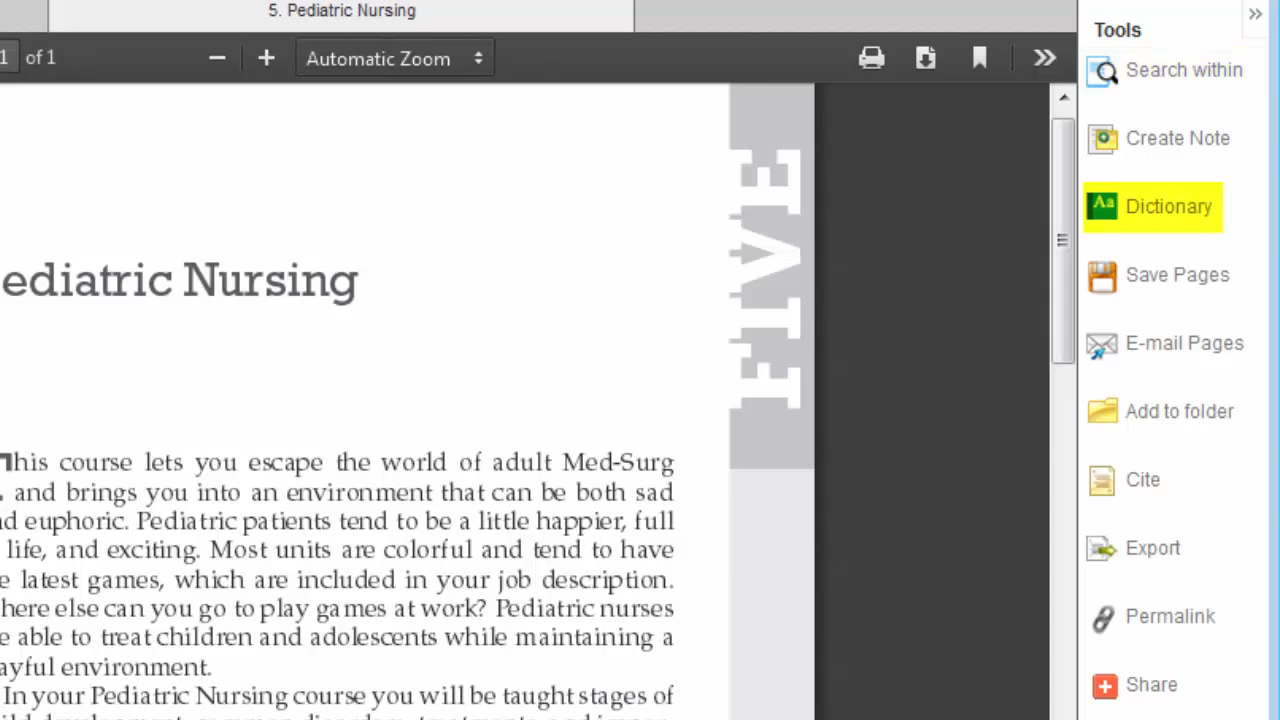 5. Pediatric Nursing
1 of 1
Automatic Zoom
Tools
Search within
Create Note
Dictionary
Save Pages
E-mail Pages
Add to folder
Cite
Export
Permalink
Share
FIVE
ediatric Nursing
his course lets you escape the world of adult Med-Surg
. and brings you into an environment that can be both sad
d euphoric. Pediatric patients tend to be a little happier, full
life, and exciting. Most units are colorful and tend to have
e latest games, which are included in your job description.
here else can you go to play games at work? Pediatric nurses
e able to treat children and adolescents while maintaining a
ayful environment.
In your Pediatric Nursing course you will be taught stages of